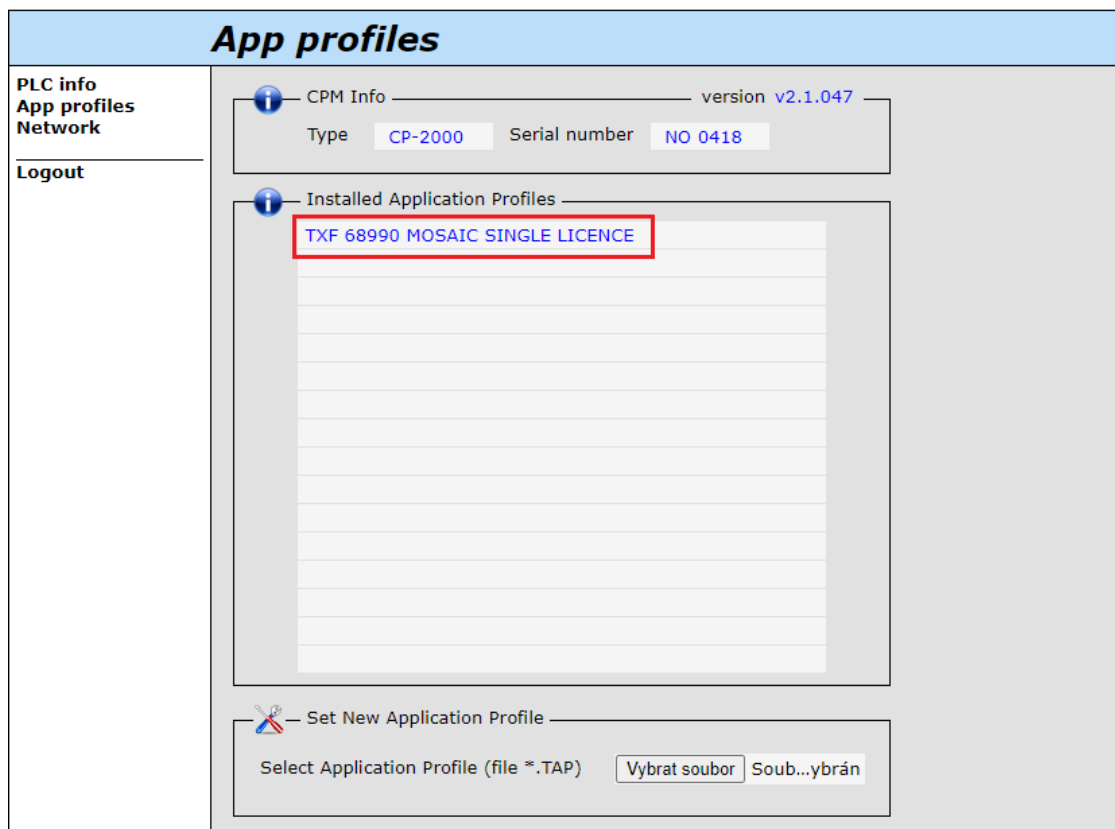 App profiles
PLC info
App profiles
Network
Logout
CPM Info version v2.1.047
Type CP-2000 Serial number NO 0418
Installed Application Profiles
TXF 68990 MOSAIC SINGLE LICENCE
Set New Application Profile
Select Application Profile (file *.TAP) Vybrat soubor Soub...ybrán